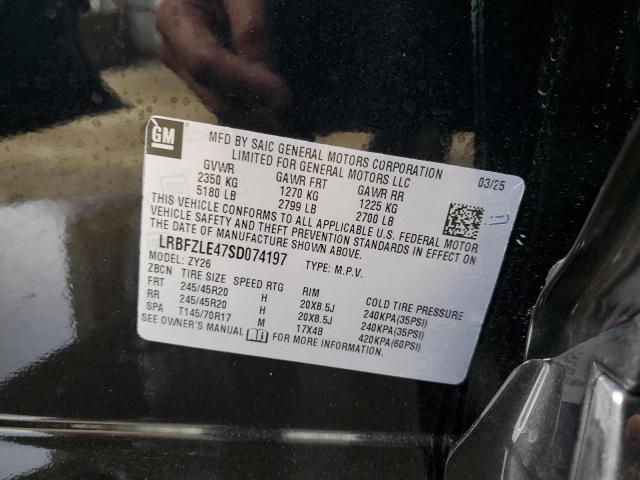 GM
MFD BY SAIC GENERAL MOTORS CORPORATION
LIMITED FOR GENERAL MOTORS LLC
03/25
GVWR GAWR FRT GAWR RR
2350 KG 1270 KG 1225 KG
5180 LB 2799 LB 2700 LB
THIS VEHICLE CONFORMS TO ALL APPLICABLE U.S. FEDERAL MOTOR
VEHICLE SAFETY AND THEFT PREVENTION STANDARDS IN EFFECT ON
THE DATE OF MANUFACTURE SHOWN ABOVE.
LRBFZLE47SD074197 TYPE: M.P.V.
MODEL: ZY26
ZBCN TIRE SIZE SPEED RTG RIM COLD TIRE PRESSURE
FRT 245/45R20 H 20X8.5J 240KPA(35PSI)
RR 245/45R20 H 20X8.5J 240KPA(35PSI)
SPA T145/70R17 M 17X4B 420KPA(60PSI)
SEE OWNER'S MANUAL FOR MORE INFORMATION.